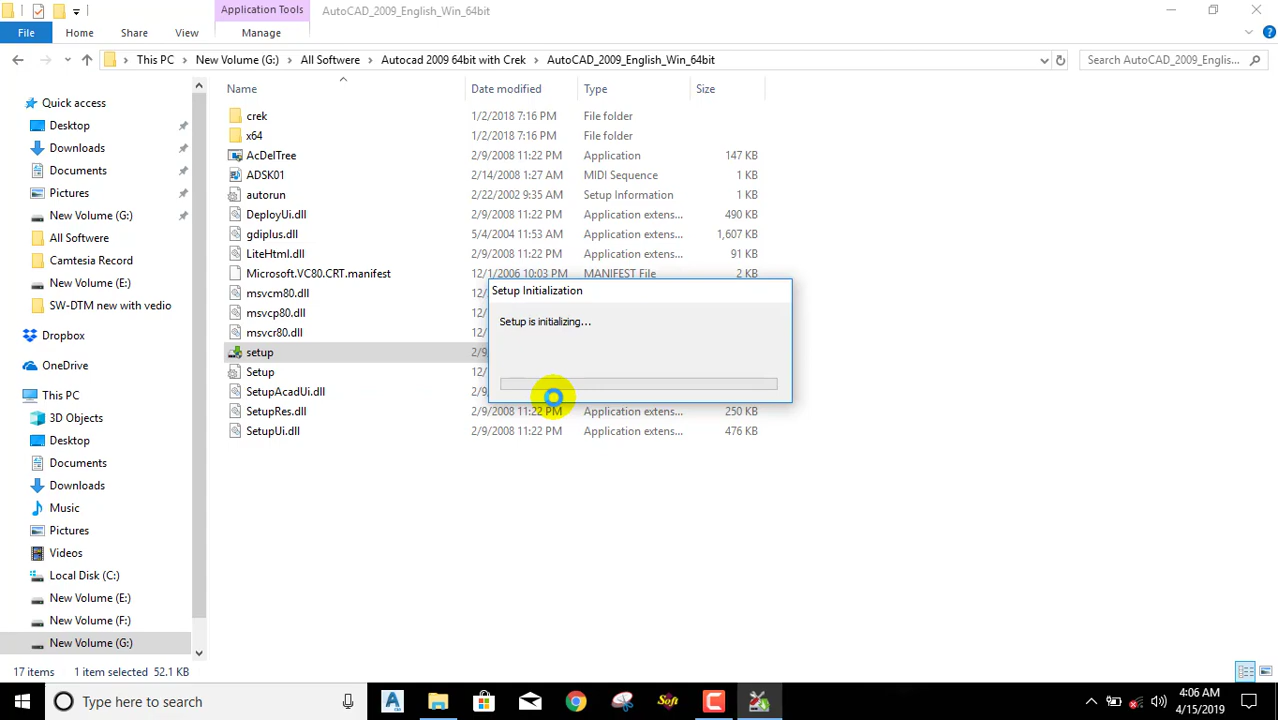 Application Tools AutoCAD_2009_English_Win_64bit
File Home Share View Manage
This PC New Volume (G:) All Softwere Autocad 2009 64bit with Crek AutoCAD_2009_English_Win_64bit Search AutoCAD_2009_Englis...
Name Date modified Type Size
Quick access
Desktop
Downloads
Documents
Pictures
New Volume (G:)
All Softwere
Camtesia Record
New Volume (E:)
SW-DTM new with vedio
Dropbox
OneDrive
This PC
3D Objects
Desktop
Documents
Downloads
Music
Pictures
Videos
Local Disk (C:)
New Volume (E:)
New Volume (F:)
New Volume (G:)
crek 1/2/2018 7:16 PM File folder
x64 1/2/2018 7:16 PM File folder
AcDelTree 2/9/2008 11:22 PM Application 147 KB
ADSK01 2/14/2008 1:27 AM MIDI Sequence 1 KB
autorun 2/22/2002 9:35 AM Setup Information 1 KB
DeployUi.dll 2/9/2008 11:22 PM Application extens... 490 KB
gdiplus.dll 5/4/2004 11:53 AM Application extens... 1,607 KB
LiteHtml.dll 2/9/2008 11:22 PM Application extens... 91 KB
Microsoft.VC80.CRT.manifest 12/1/2006 10:03 PM MANIFEST File 2 KB
msvcm80.dll 12/
msvcp80.dll 12/
msvcr80.dll 12/
setup 2/9
Setup 12/
SetupAcadUi.dll 2/9
SetupRes.dll 2/9/2008 11:22 PM Application extens... 250 KB
SetupUi.dll 2/9/2008 11:22 PM Application extens... 476 KB
Setup Initialization
Setup is initializing...
17 items 1 item selected 52.1 KB
Type here to search
Soft
4:06 AM
4/15/2019